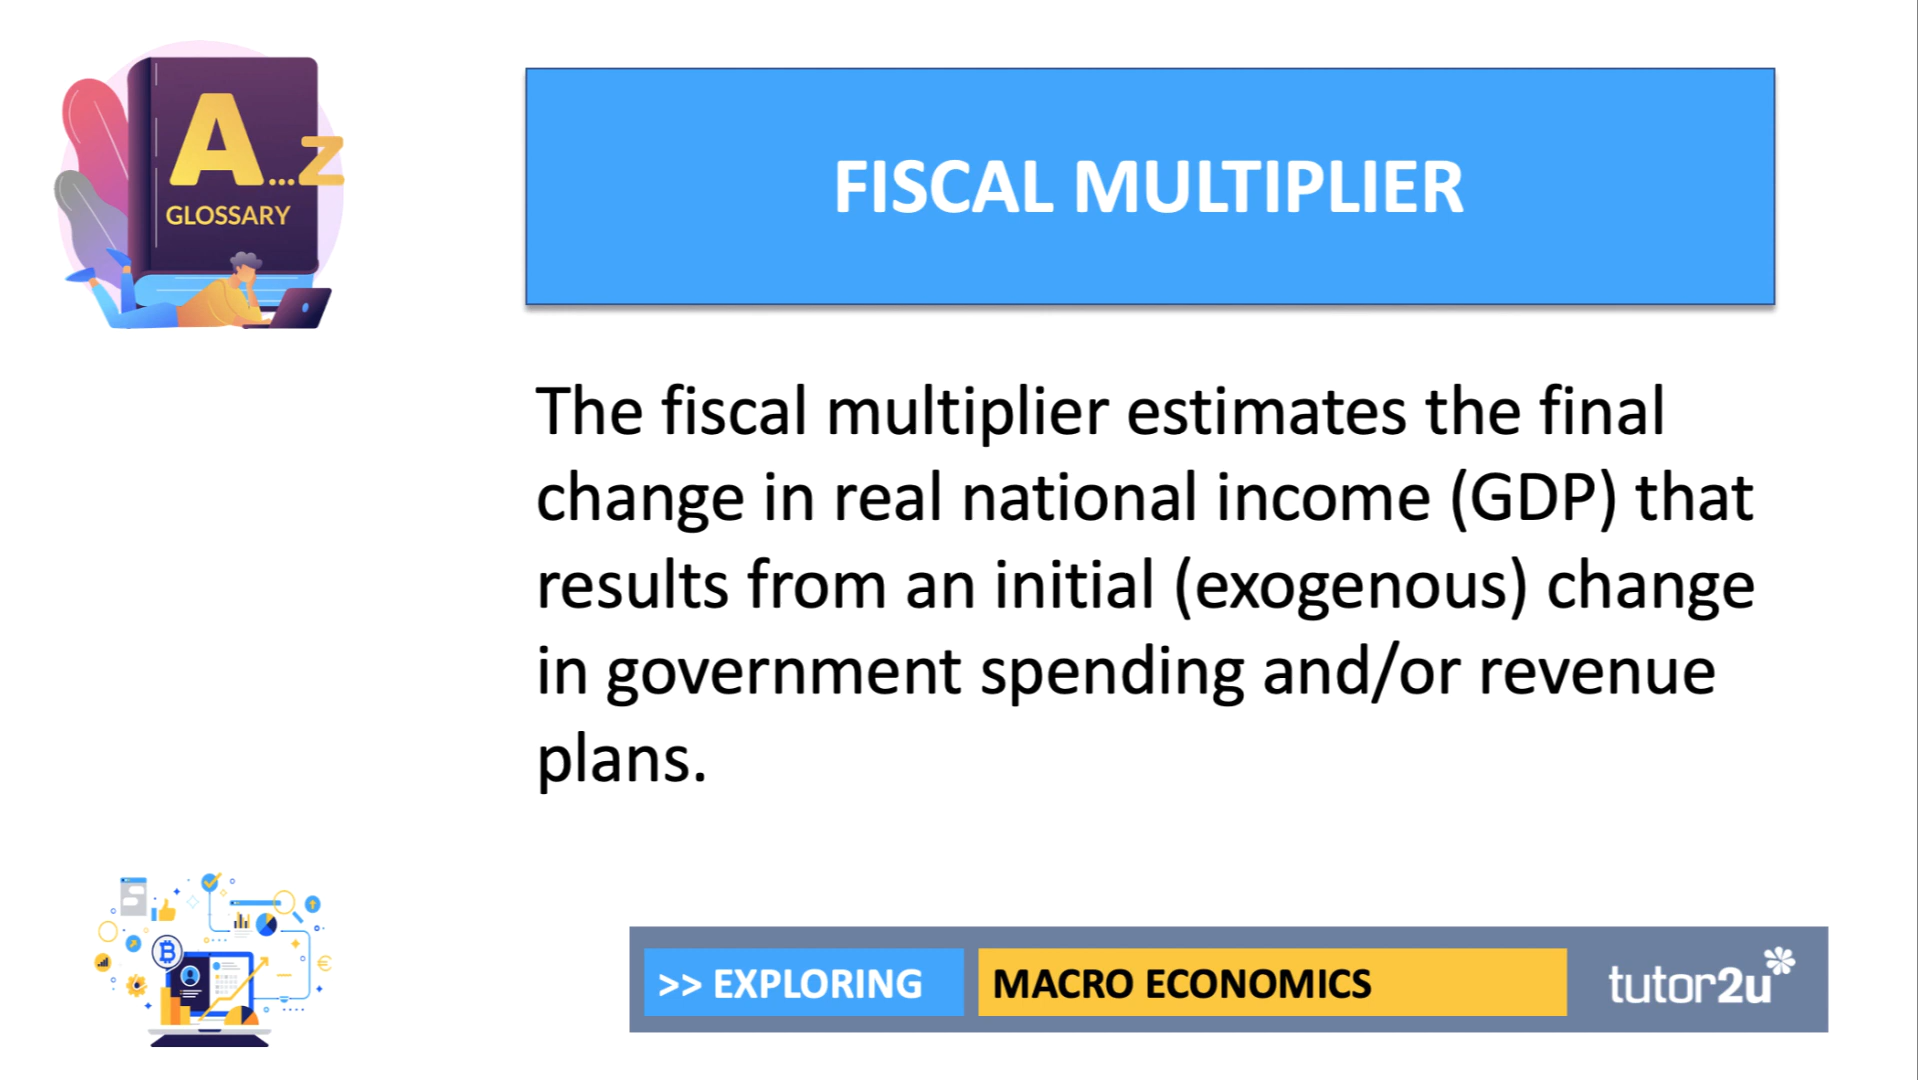 A...Z
GLOSSARY
FISCAL MULTIPLIER
The fiscal multiplier estimates the final
change in real national income (GDP) that
results from an initial (exogenous) change
in government spending and/or revenue
plans.
>> EXPLORING
MACRO ECONOMICS
tutor2u